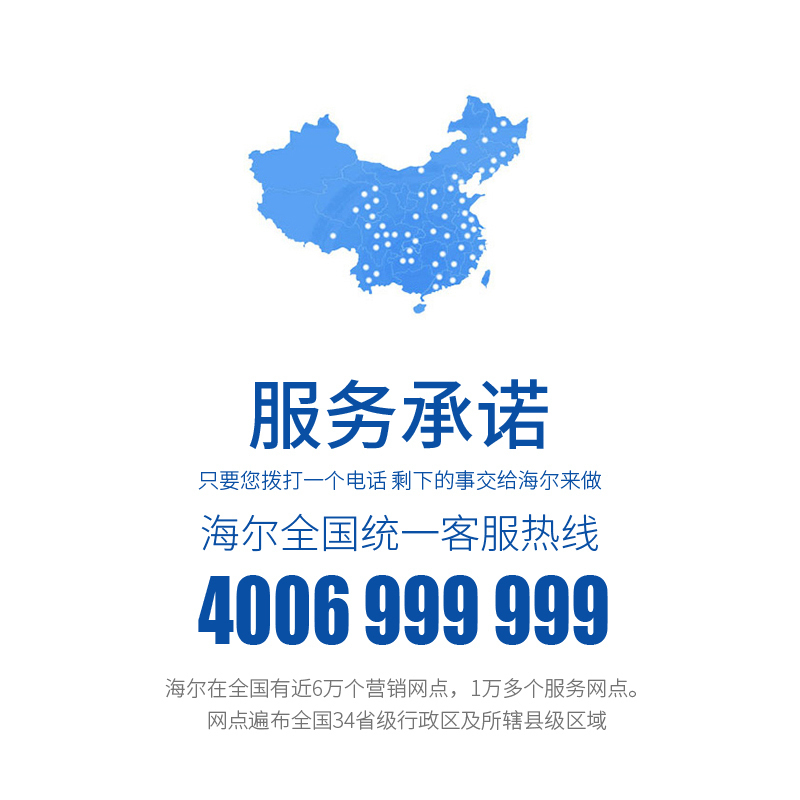 服务承诺
只要您拨打一个电话 剩下的事交给海尔来做
海尔全国统一客服热线
4006 999 999
海尔在全国有近6万个营销网点，1万多个服务网点。
网点遍布全国34省级行政区及所辖县级区域